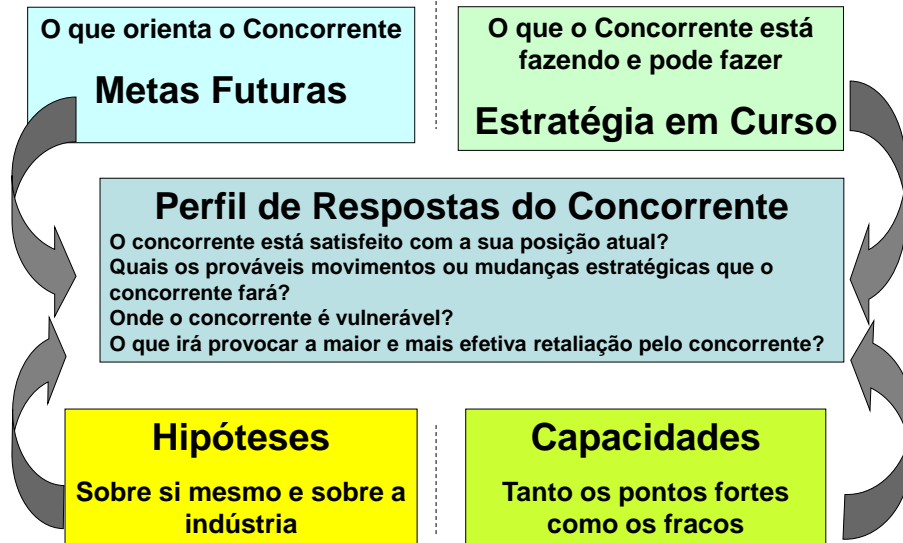 O que orienta o Concorrente
Metas Futuras
O que o Concorrente está
fazendo e pode fazer
Estratégia em Curso
Perfil de Respostas do Concorrente
O concorrente está satisfeito com a sua posição atual?
Quais os prováveis movimentos ou mudanças estratégicas que o
concorrente fará?
Onde o concorrente é vulnerável?
O que irá provocar a maior e mais efetiva retaliação pelo concorrente?
Hipóteses
Sobre si mesmo e sobre a
indústria
Capacidades
Tanto os pontos fortes
como os fracos